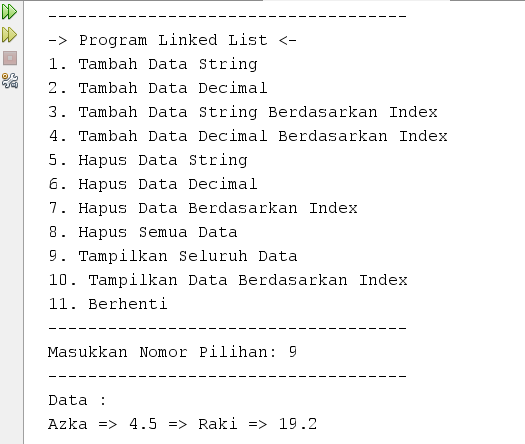 ------------------------------------
-> Program Linked List <-
1. Tambah Data String
2. Tambah Data Decimal
3. Tambah Data String Berdasarkan Index
4. Tambah Data Decimal Berdasarkan Index
5. Hapus Data String
6. Hapus Data Decimal
7. Hapus Data Berdasarkan Index
8. Hapus Semua Data
9. Tampilkan Seluruh Data
10. Tampilkan Data Berdasarkan Index
11. Berhenti
------------------------------------
Masukkan Nomor Pilihan: 9
------------------------------------
Data :
Azka => 4.5 => Raki => 19.2